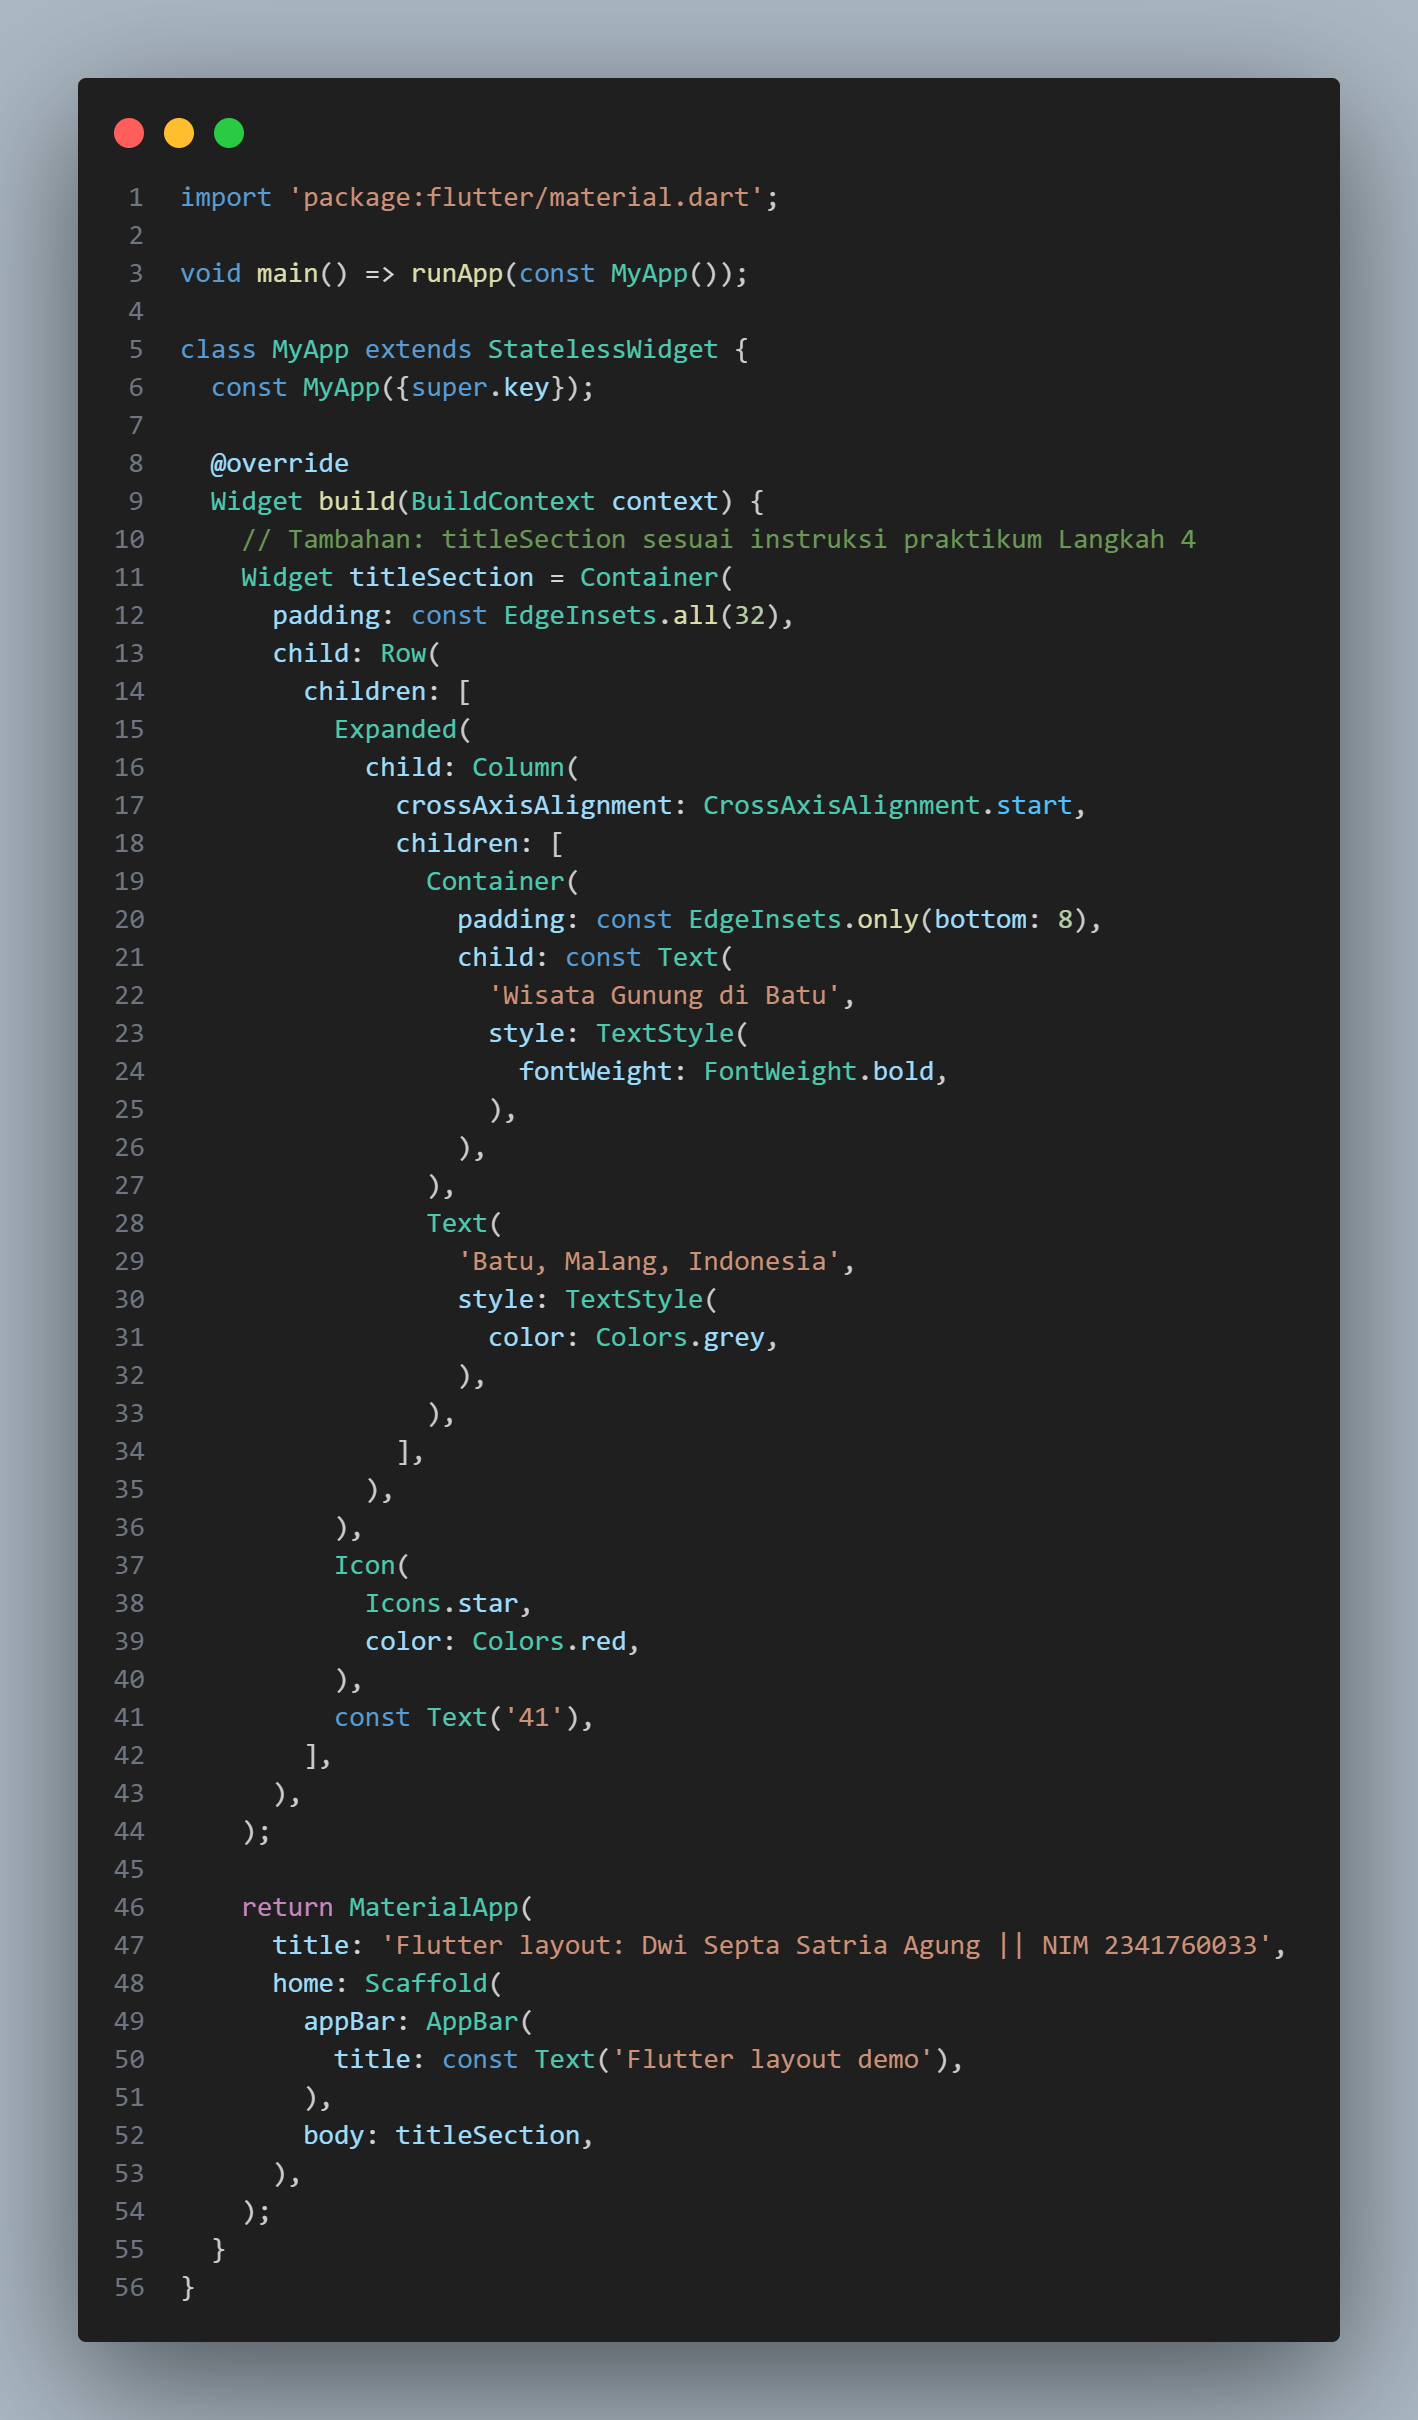 1 import 'package:flutter/material.dart';
2
3 void main() => runApp(const MyApp());
4
5 class MyApp extends StatelessWidget {
6   const MyApp({super.key});
7
8   @override
9   Widget build(BuildContext context) {
10     // Tambahan: titleSection sesuai instruksi praktikum Langkah 4
11     Widget titleSection = Container(
12       padding: const EdgeInsets.all(32),
13       child: Row(
14         children: [
15           Expanded(
16             child: Column(
17               crossAxisAlignment: CrossAxisAlignment.start,
18               children: [
19                 Container(
20                   padding: const EdgeInsets.only(bottom: 8),
21                   child: const Text(
22                     'Wisata Gunung di Batu',
23                     style: TextStyle(
24                       fontWeight: FontWeight.bold,
25                     ),
26                   ),
27                 ),
28                 Text(
29                   'Batu, Malang, Indonesia',
30                   style: TextStyle(
31                     color: Colors.grey,
32                   ),
33                 ),
34               ],
35             ),
36           ),
37           Icon(
38             Icons.star,
39             color: Colors.red,
40           ),
41           const Text('41'),
42         ],
43       ),
44     );
45
46     return MaterialApp(
47       title: 'Flutter layout: Dwi Septa Satria Agung || NIM 2341760033',
48       home: Scaffold(
49         appBar: AppBar(
50           title: const Text('Flutter layout demo'),
51         ),
52         body: titleSection,
53       ),
54     );
55   }
56 }